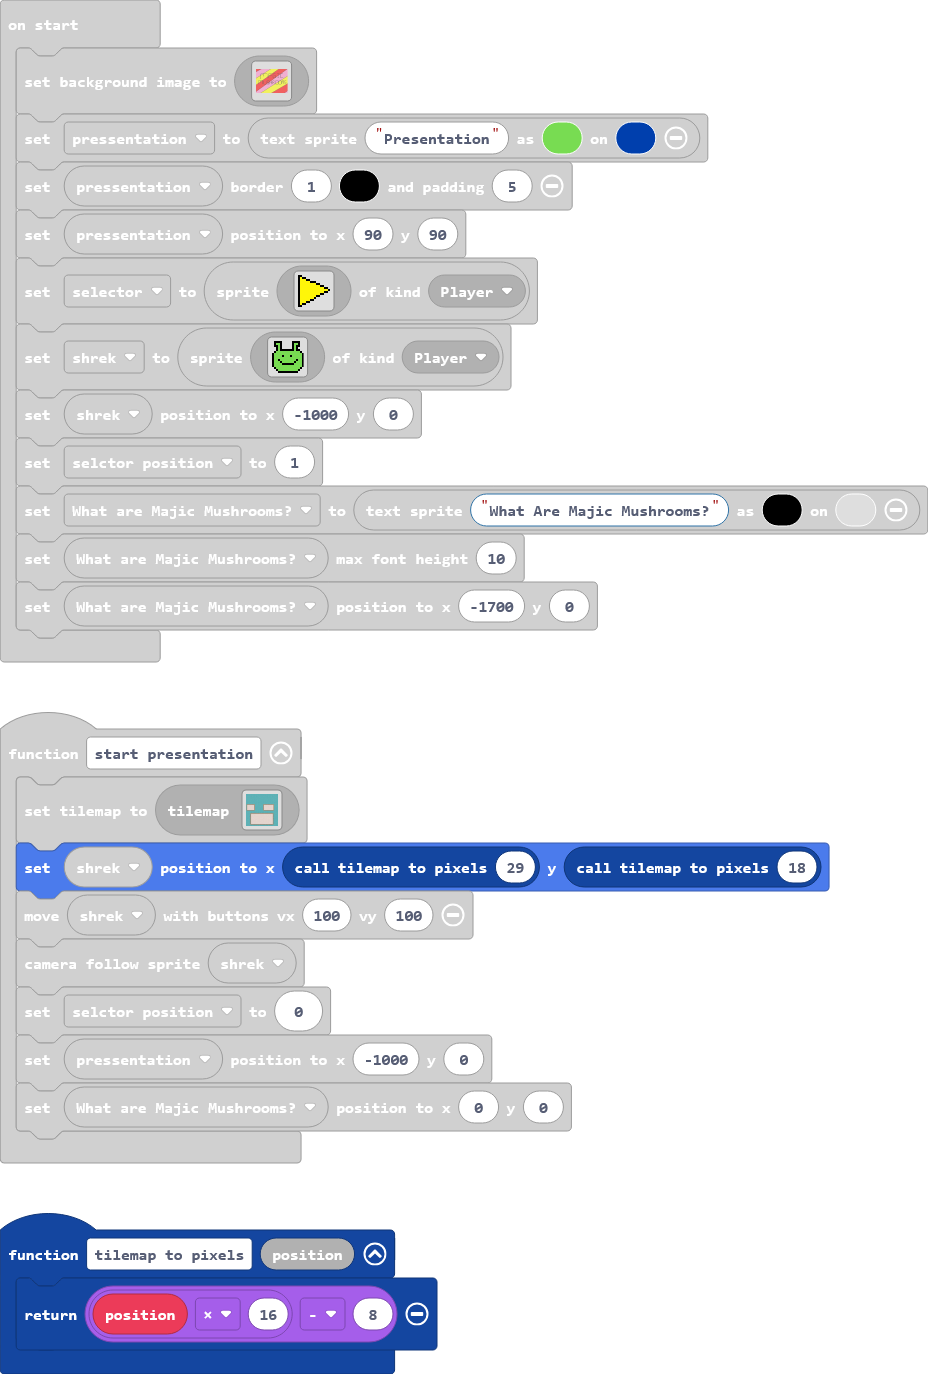 on start
set background image to
set pressentation to text sprite "Presentation" as on
set pressentation border 1 and padding 5
set pressentation position to x 90 y 90
set selector to sprite of kind Player
set shrek to sprite of kind Player
set shrek position to x -1000 y 0
set selctor position to 1
set What are Majic Mushrooms? to text sprite "What Are Majic Mushrooms?" as on
set What are Majic Mushrooms? max font height 10
set What are Majic Mushrooms? position to x -1700 y 0
function start presentation
set tilemap to tilemap
set shrek position to x call tilemap to pixels 29 y call tilemap to pixels 18
move shrek with buttons vx 100 vy 100
camera follow sprite shrek
set selctor position to 0
set pressentation position to x -1000 y 0
set What are Majic Mushrooms? position to x 0 y 0
function tilemap to pixels position
return position × 16 - 8